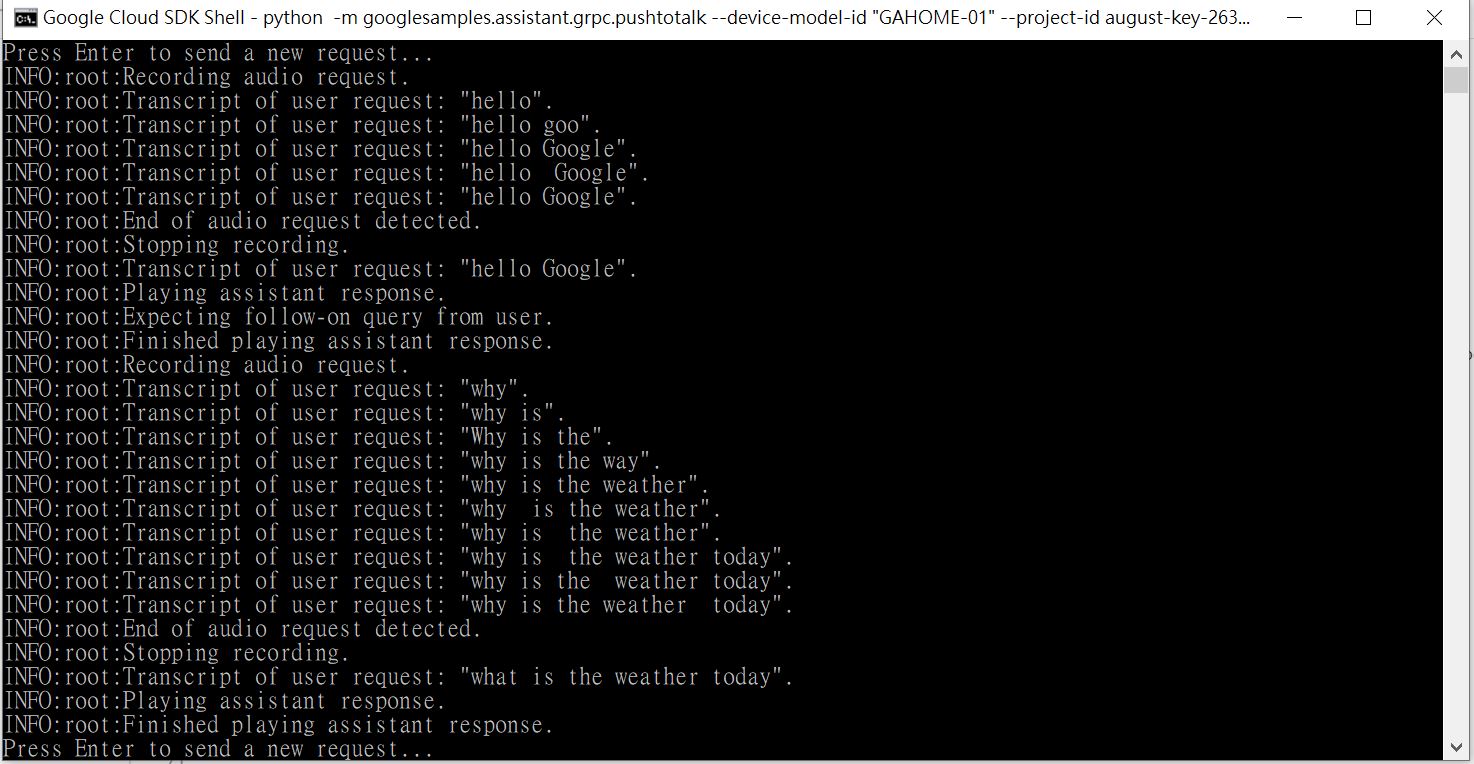 Google Cloud SDK Shell - python  -m googlesamples.assistant.grpc.pushtotalk --device-model-id "GAHOME-01" --project-id august-key-263...
Press Enter to send a new request...
INFO:root:Recording audio request.
INFO:root:Transcript of user request: "hello".
INFO:root:Transcript of user request: "hello goo".
INFO:root:Transcript of user request: "hello Google".
INFO:root:Transcript of user request: "hello  Google".
INFO:root:Transcript of user request: "hello Google".
INFO:root:End of audio request detected.
INFO:root:Stopping recording.
INFO:root:Transcript of user request: "hello Google".
INFO:root:Playing assistant response.
INFO:root:Expecting follow-on query from user.
INFO:root:Finished playing assistant response.
INFO:root:Recording audio request.
INFO:root:Transcript of user request: "why".
INFO:root:Transcript of user request: "why is".
INFO:root:Transcript of user request: "Why is the".
INFO:root:Transcript of user request: "why is the way".
INFO:root:Transcript of user request: "why is the weather".
INFO:root:Transcript of user request: "why  is the weather".
INFO:root:Transcript of user request: "why is  the weather".
INFO:root:Transcript of user request: "why is  the weather today".
INFO:root:Transcript of user request: "why is the  weather today".
INFO:root:Transcript of user request: "why is the weather  today".
INFO:root:End of audio request detected.
INFO:root:Stopping recording.
INFO:root:Transcript of user request: "what is the weather today".
INFO:root:Playing assistant response.
INFO:root:Finished playing assistant response.
Press Enter to send a new request...